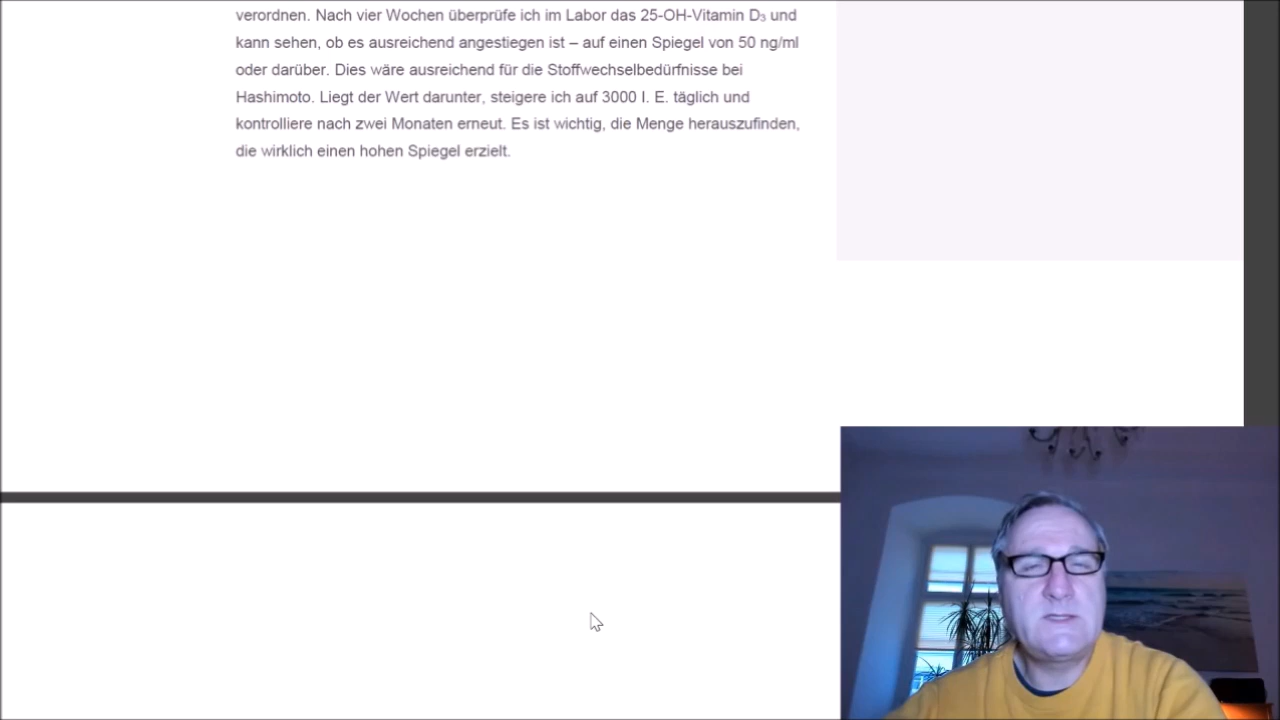 verordnen. Nach vier Wochen überprüfe ich im Labor das 25-OH-Vitamin D₃ und
kann sehen, ob es ausreichend angestiegen ist – auf einen Spiegel von 50 ng/ml
oder darüber. Dies wäre ausreichend für die Stoffwechselbedürfnisse bei
Hashimoto. Liegt der Wert darunter, steigere ich auf 3000 I. E. täglich und
kontrolliere nach zwei Monaten erneut. Es ist wichtig, die Menge herauszufinden,
die wirklich einen hohen Spiegel erzielt.